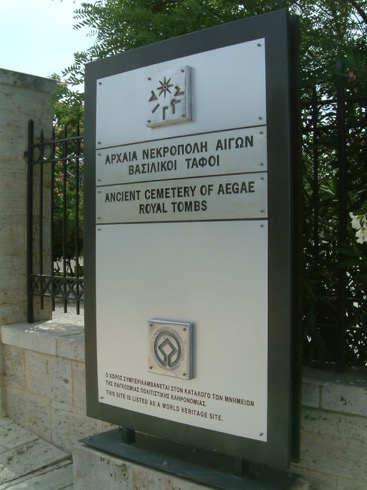 ΑΡΧΑΙΑ ΝΕΚΡΟΠΟΛΗ ΑΙΓΩΝ
ΒΑΣΙΛΙΚΟΙ ΤΑΦΟΙ
ANCIENT CEMETERY OF AEGAE
ROYAL TOMBS
Ο ΧΩΡΟΣ ΣΥΜΠΕΡΙΛΑΜΒΑΝΕΤΑΙ ΣΤΟΝ ΚΑΤΑΛΟΓΟ ΤΩΝ ΜΝΗΜΕΙΩΝ
ΤΗΣ ΠΑΓΚΟΣΜΙΑΣ ΠΟΛΙΤΙΣΤΙΚΗΣ ΚΛΗΡΟΝΟΜΙΑΣ.
THIS SITE IS LISTED AS A WORLD HERITAGE SITE.